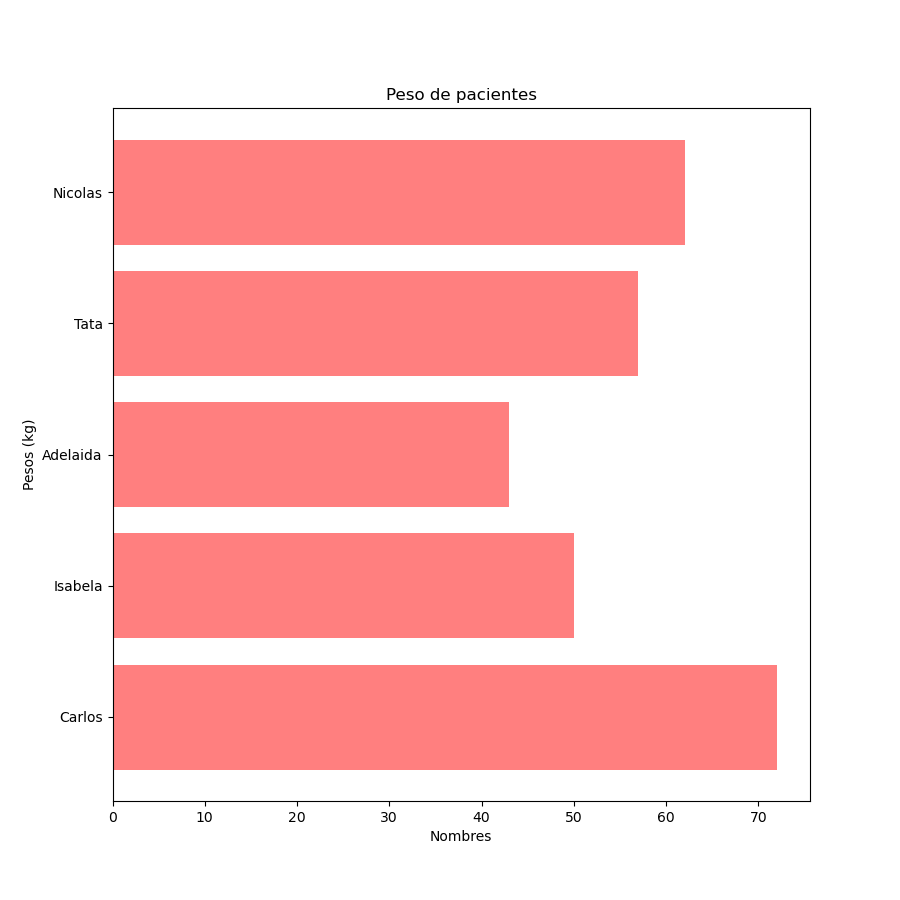 Peso de pacientes
Nicolas
Tata
Adelaida
Isabela
Carlos
Pesos (kg)
0 10 20 30 40 50 60 70
Nombres